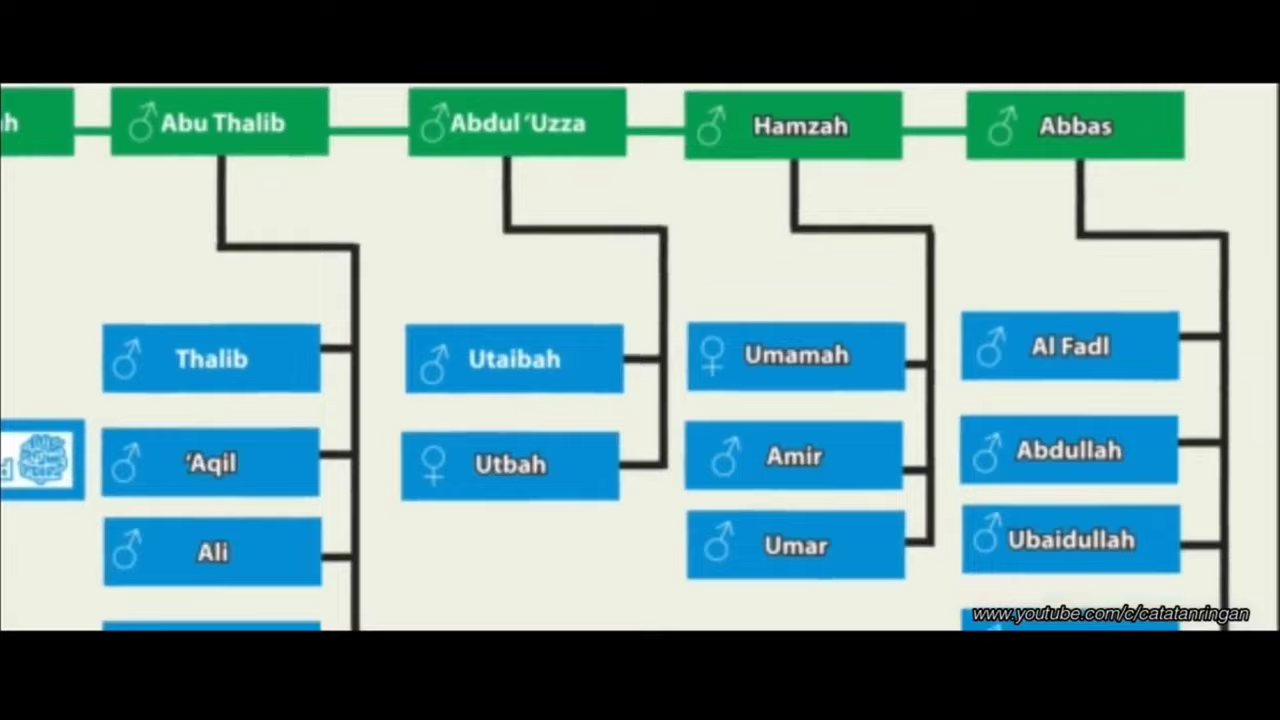 Abu Thalib
Abdul ‘Uzza
Hamzah
Abbas
Thalib
Utaibah
Umamah
Al Fadl
‘Aqil
Utbah
Amir
Abdullah
Ali
Umar
Ubaidullah
www.youtube.com/c/catatanringan